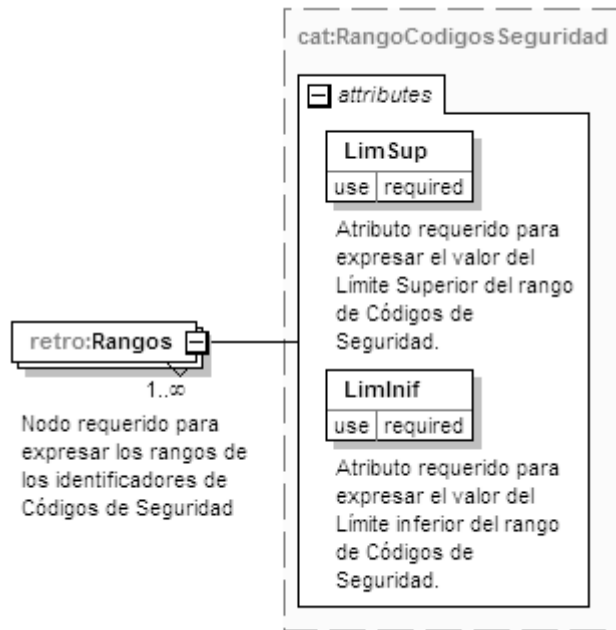 cat:RangoCodigosSeguridad
attributes
LimSup
use required
Atributo requerido para
expresar el valor del
Límite Superior del rango
de Códigos de
Seguridad.
retro:Rangos
1..∞
Nodo requerido para
expresar los rangos de
los identificadores de
Códigos de Seguridad
LimInif
use required
Atributo requerido para
expresar el valor del
Límite inferior del rango
de Códigos de
Seguridad.